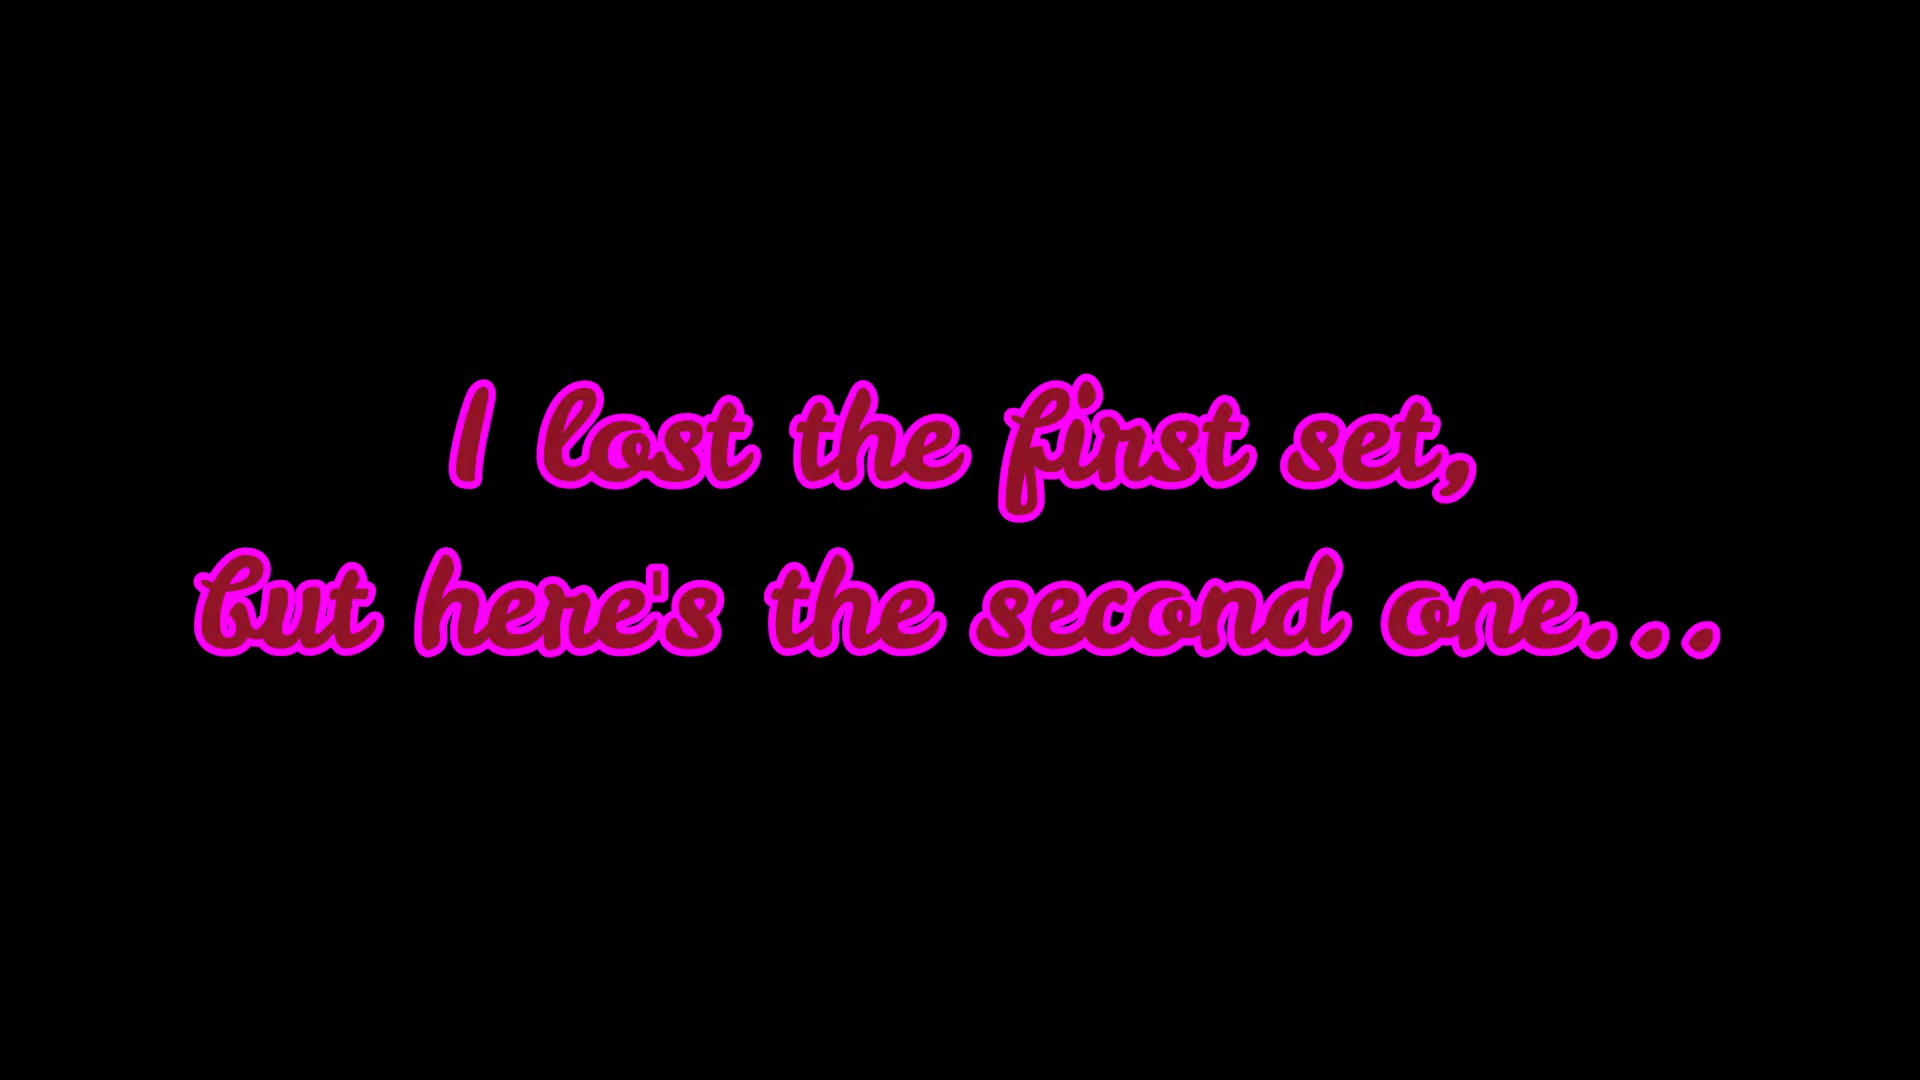 I lost the first set,
but here's the second one...